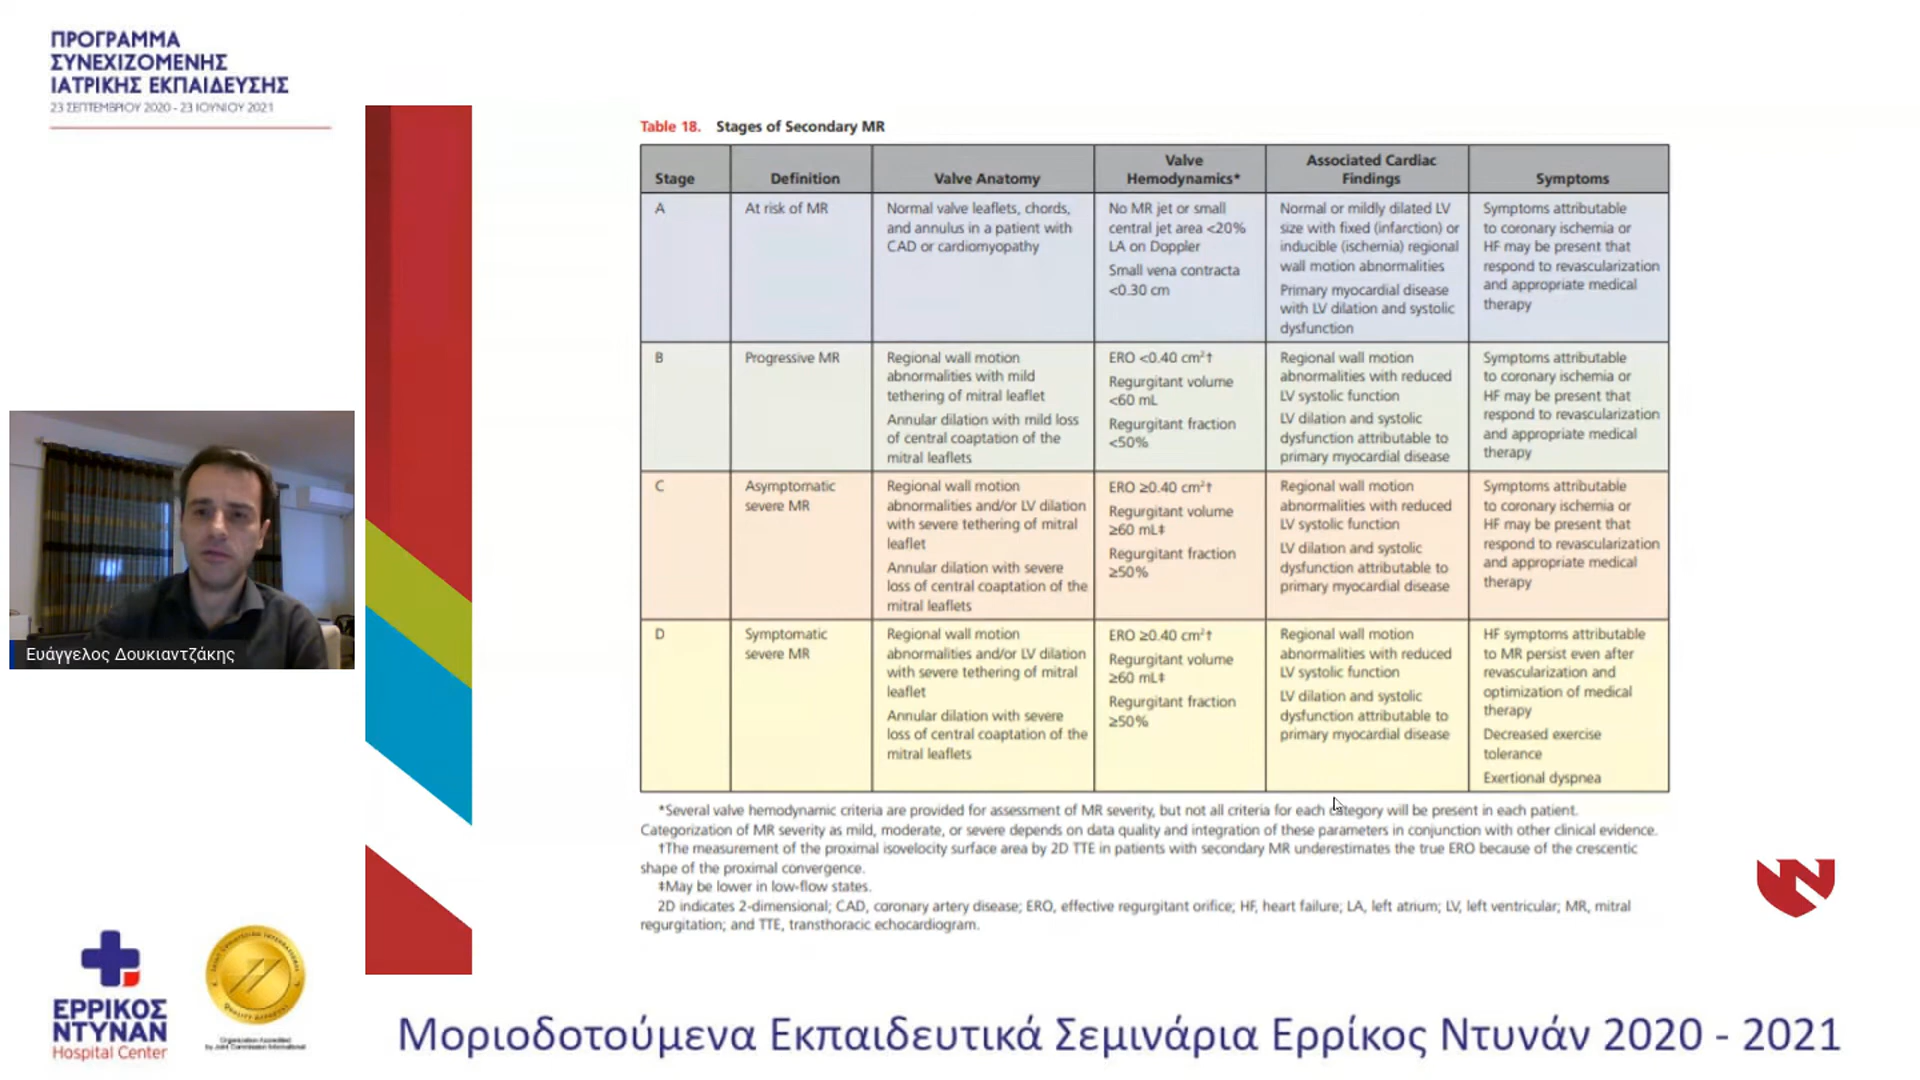 ΠΡΟΓΡΑΜΜΑ
ΣΥΝΕΧΙΖΟΜΕΝΗΣ
ΙΑΤΡΙΚΗΣ ΕΚΠΑΙΔΕΥΣΗΣ
23 ΣΕΠΤΕΜΒΡΙΟΥ 2020 - 23 ΙΟΥΝΙΟΥ 2021
Table 18. Stages of Secondary MR
Stage
Definition
Valve Anatomy
Valve
Hemodynamics*
Associated Cardiac
Findings
Symptoms
A
At risk of MR
Normal valve leaflets, chords,
and annulus in a patient with
CAD or cardiomyopathy
No MR jet or small
central jet area <20%
LA on Doppler
Small vena contracta
<0.30 cm
Normal or mildly dilated LV
size with fixed (infarction) or
inducible (ischemia) regional
wall motion abnormalities
Primary myocardial disease
with LV dilation and systolic
dysfunction
Symptoms attributable
to coronary ischemia or
HF may be present that
respond to revascularization
and appropriate medical
therapy
B
Progressive MR
Regional wall motion
abnormalities with mild
tethering of mitral leaflet
Annular dilation with mild loss
of central coaptation of the
mitral leaflets
ERO <0.40 cm²†
Regurgitant volume
<60 mL
Regurgitant fraction
<50%
Regional wall motion
abnormalities with reduced
LV systolic function
LV dilation and systolic
dysfunction attributable to
primary myocardial disease
Symptoms attributable
to coronary ischemia or
HF may be present that
respond to revascularization
and appropriate medical
therapy
C
Asymptomatic
severe MR
Regional wall motion
abnormalities and/or LV dilation
with severe tethering of mitral
leaflet
Annular dilation with severe
loss of central coaptation of the
mitral leaflets
ERO ≥0.40 cm²†
Regurgitant volume
≥60 mL‡
Regurgitant fraction
≥50%
Regional wall motion
abnormalities with reduced
LV systolic function
LV dilation and systolic
dysfunction attributable to
primary myocardial disease
Symptoms attributable
to coronary ischemia or
HF may be present that
respond to revascularization
and appropriate medical
therapy
D
Symptomatic
severe MR
Regional wall motion
abnormalities and/or LV dilation
with severe tethering of mitral
leaflet
Annular dilation with severe
loss of central coaptation of the
mitral leaflets
ERO ≥0.40 cm²†
Regurgitant volume
≥60 mL‡
Regurgitant fraction
≥50%
Regional wall motion
abnormalities with reduced
LV systolic function
LV dilation and systolic
dysfunction attributable to
primary myocardial disease
HF symptoms attributable
to MR persist even after
revascularization and
optimization of medical
therapy
Decreased exercise
tolerance
Exertional dyspnea
*Several valve hemodynamic criteria are provided for assessment of MR severity, but not all criteria for each category will be present in each patient.
Categorization of MR severity as mild, moderate, or severe depends on data quality and integration of these parameters in conjunction with other clinical evidence.
†The measurement of the proximal isovelocity surface area by 2D TTE in patients with secondary MR underestimates the true ERO because of the crescentic
shape of the proximal convergence.
‡May be lower in low-flow states.
2D indicates 2-dimensional; CAD, coronary artery disease; ERO, effective regurgitant orifice; HF, heart failure; LA, left atrium; LV, left ventricular; MR, mitral
regurgitation; and TTE, transthoracic echocardiogram.
Ευάγγελος Δουκιαντζάκης
ΕΡΡΙΚΟΣ
ΝΤΥΝΑΝ
Hospital Center
Organization Accredited
by Joint Commission International
Μοριοδοτούμενα Εκπαιδευτικά Σεμινάρια Ερρίκος Ντυνάν 2020 - 2021